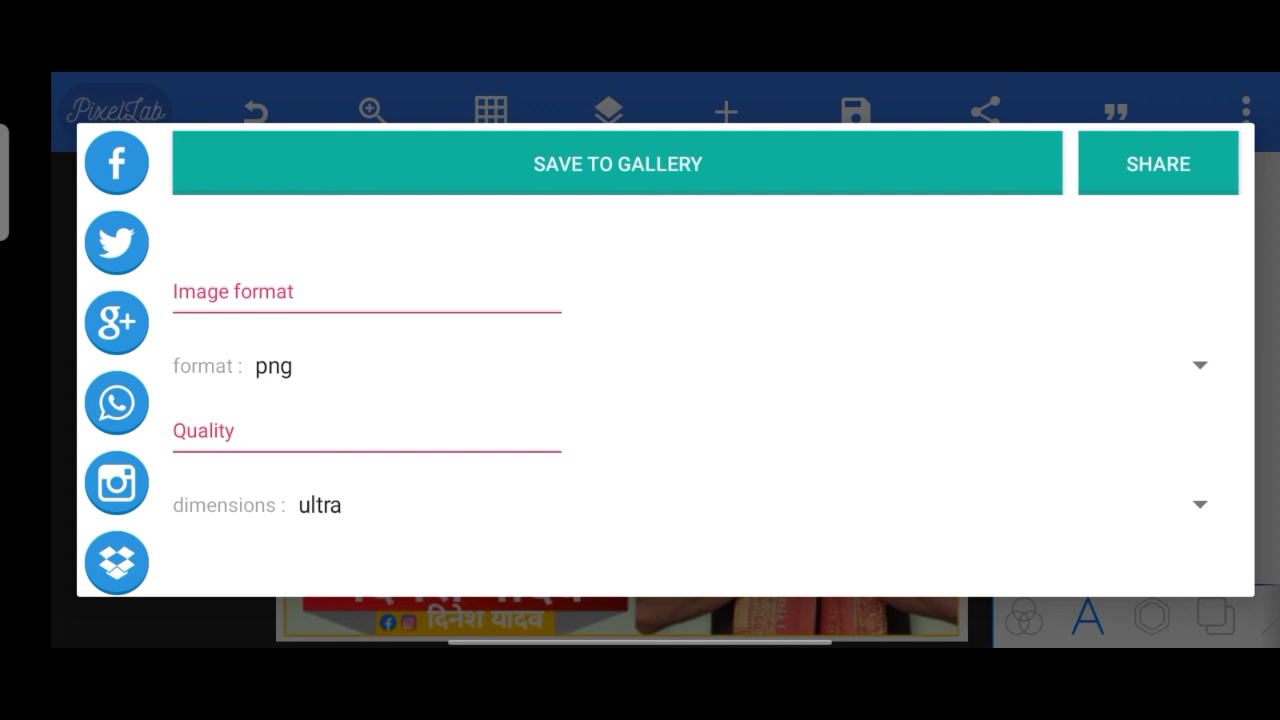 PixelLab
SAVE TO GALLERY
SHARE
Image format
format : png
Quality
dimensions : ultra
दिनेश यादव